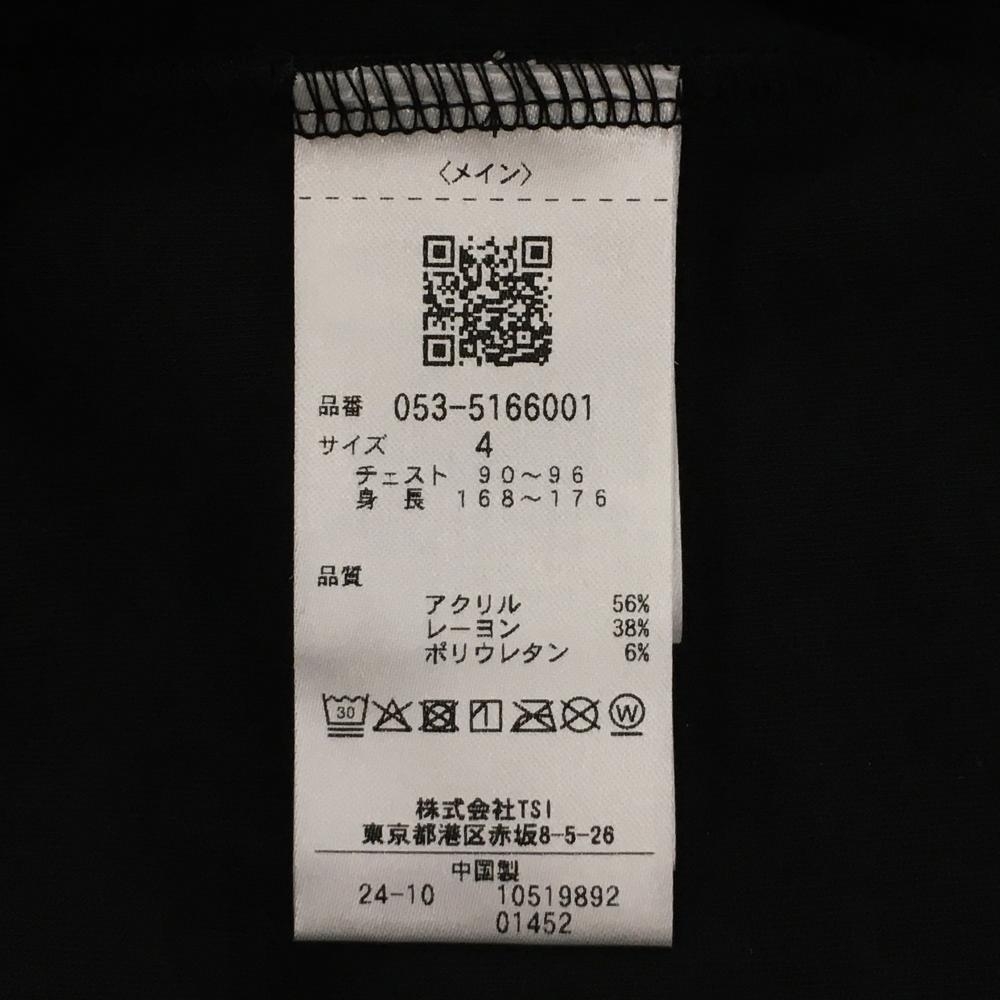 〈メイン〉
品番 053-5166001
サイズ 4
チェスト 90～96
身長 168～176
品質
アクリル 56%
レーヨン 38%
ポリウレタン 6%
30 W
株式会社TSI
東京都港区赤坂8-5-26
中国製
24-10 10519892
01452